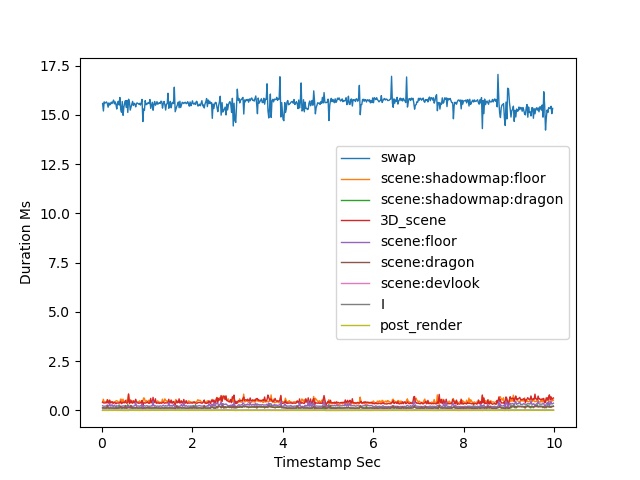 17.5
15.0
12.5
10.0
7.5
5.0
2.5
0.0
Duration Ms
swap
scene:shadowmap:floor
scene:shadowmap:dragon
3D_scene
scene:floor
scene:dragon
scene:devlook
I
post_render
0 2 4 6 8 10
Timestamp Sec